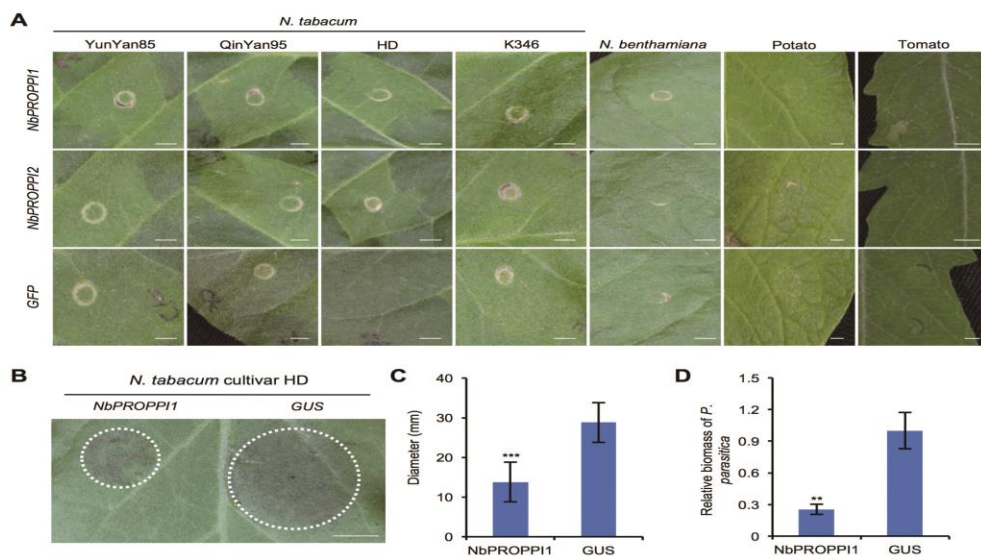 A
N. tabacum
YunYan85 QinYan95 HD K346 N. benthamiana Potato Tomato
NbPROPPI1
NbPROPPI2
GFP
B
N. tabacum cultivar HD
NbPROPPI1 GUS
C
Diameter (mm)
40
30
20
10
0
***
NbPROPPI1 GUS
D
Relative biomass of P.
parasitica
1.5
1.2
0.9
0.6
0.3
0
**
NbPROPPI1 GUS